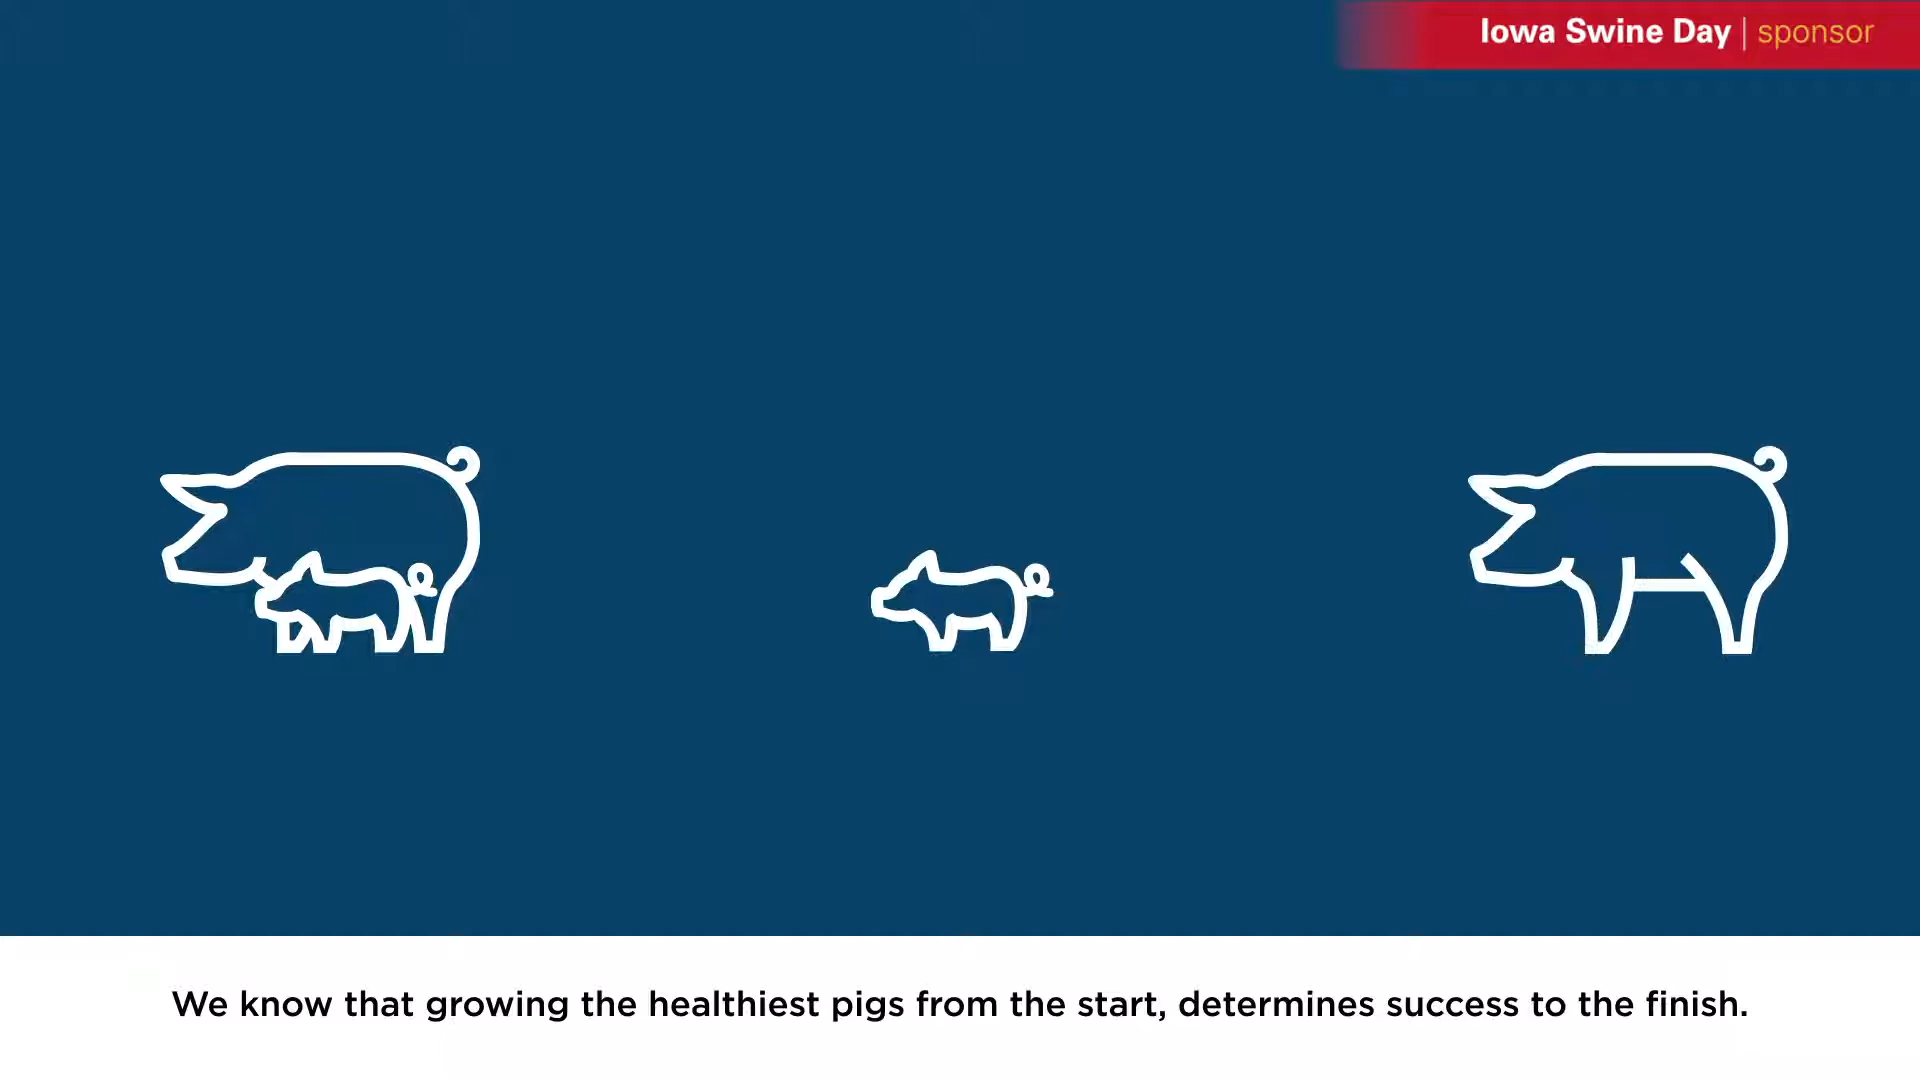 Iowa Swine Day | sponsor
We know that growing the healthiest pigs from the start, determines success to the finish.